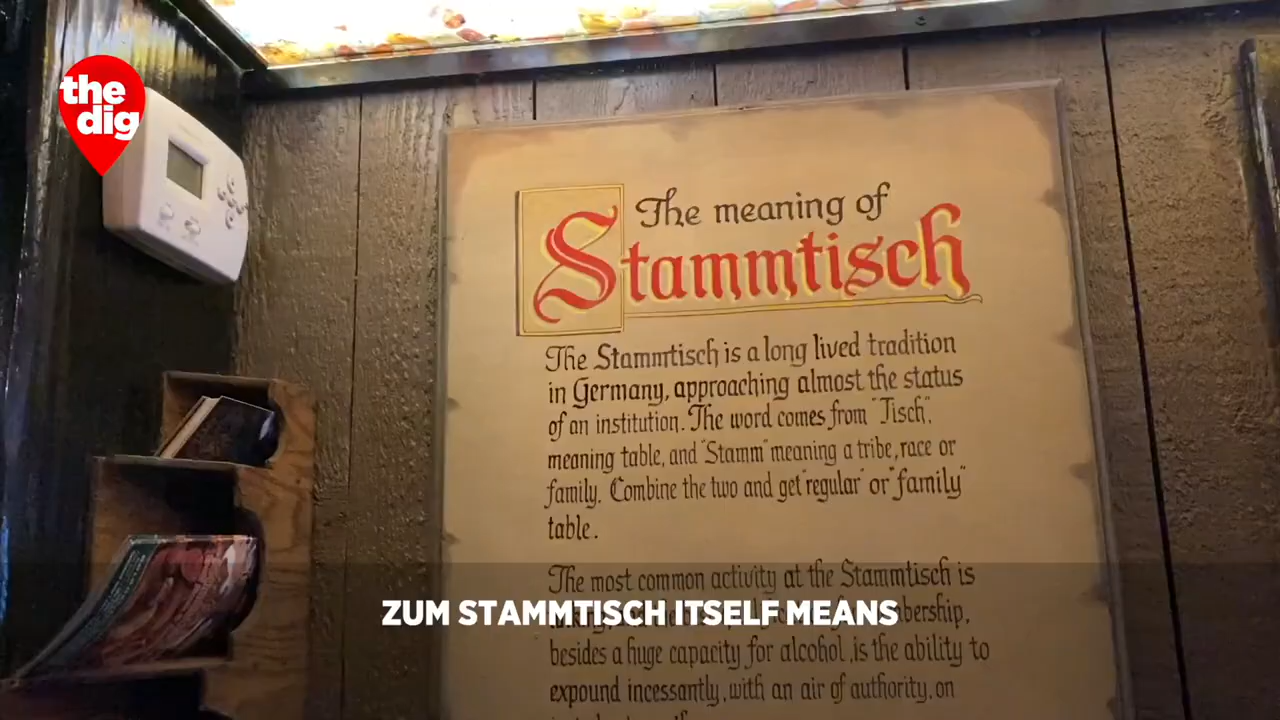 the
dig
The meaning of
Stammtisch
The Stammtisch is a long lived tradition
in Germany, approaching almost the status
of an institution. The word comes from "Tisch",
meaning table, and "Stamm" meaning a tribe, race or
family. Combine the two and get "regular" or "family"
table.
The most common activity at the Stammtisch is
ZUM STAMMTISCH ITSELF MEANS
besides a huge capacity for alcohol, is the ability to
expound incessantly, with an air of authority, on